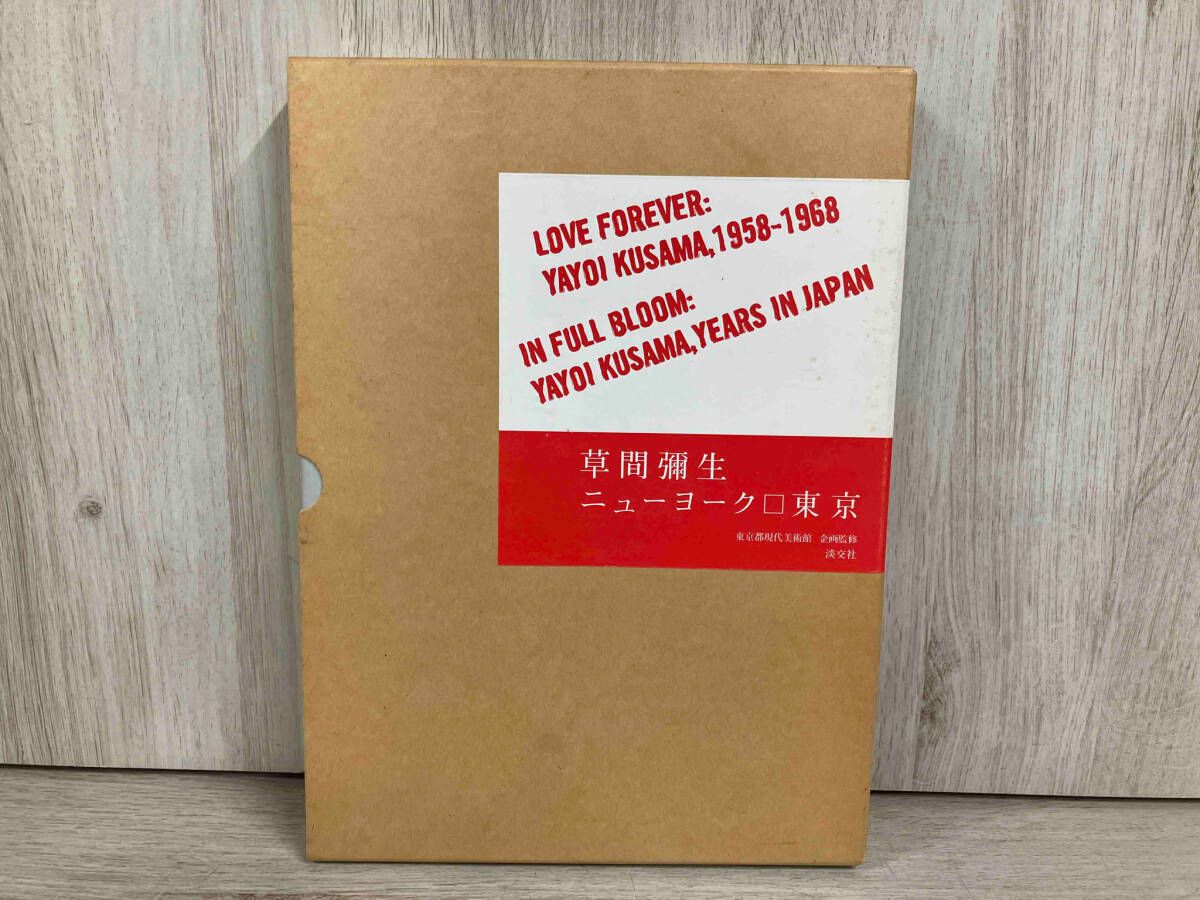 LOVE FOREVER:
YAYOI KUSAMA,1958~1968
IN FULL BLOOM:
YAYOI KUSAMA,YEARS IN JAPAN
草間彌生
ニューヨーク□東京
東京都現代美術館 企画監修
淡交社